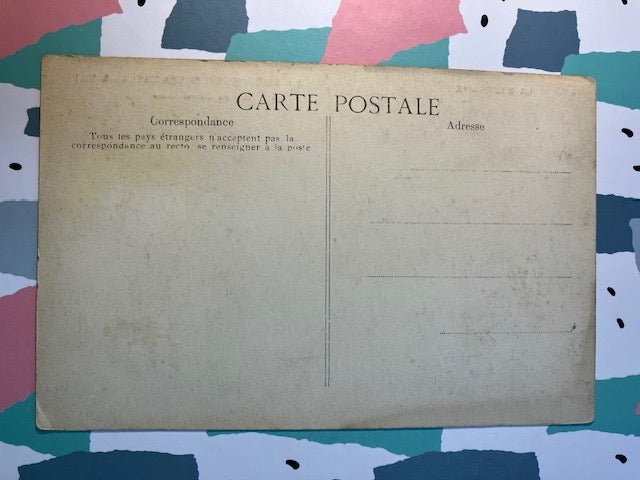 CARTE POSTALE
Correspondance
Tous les pays étrangers n'acceptent pas la
correspondance au recto, se renseigner à la poste
Adresse